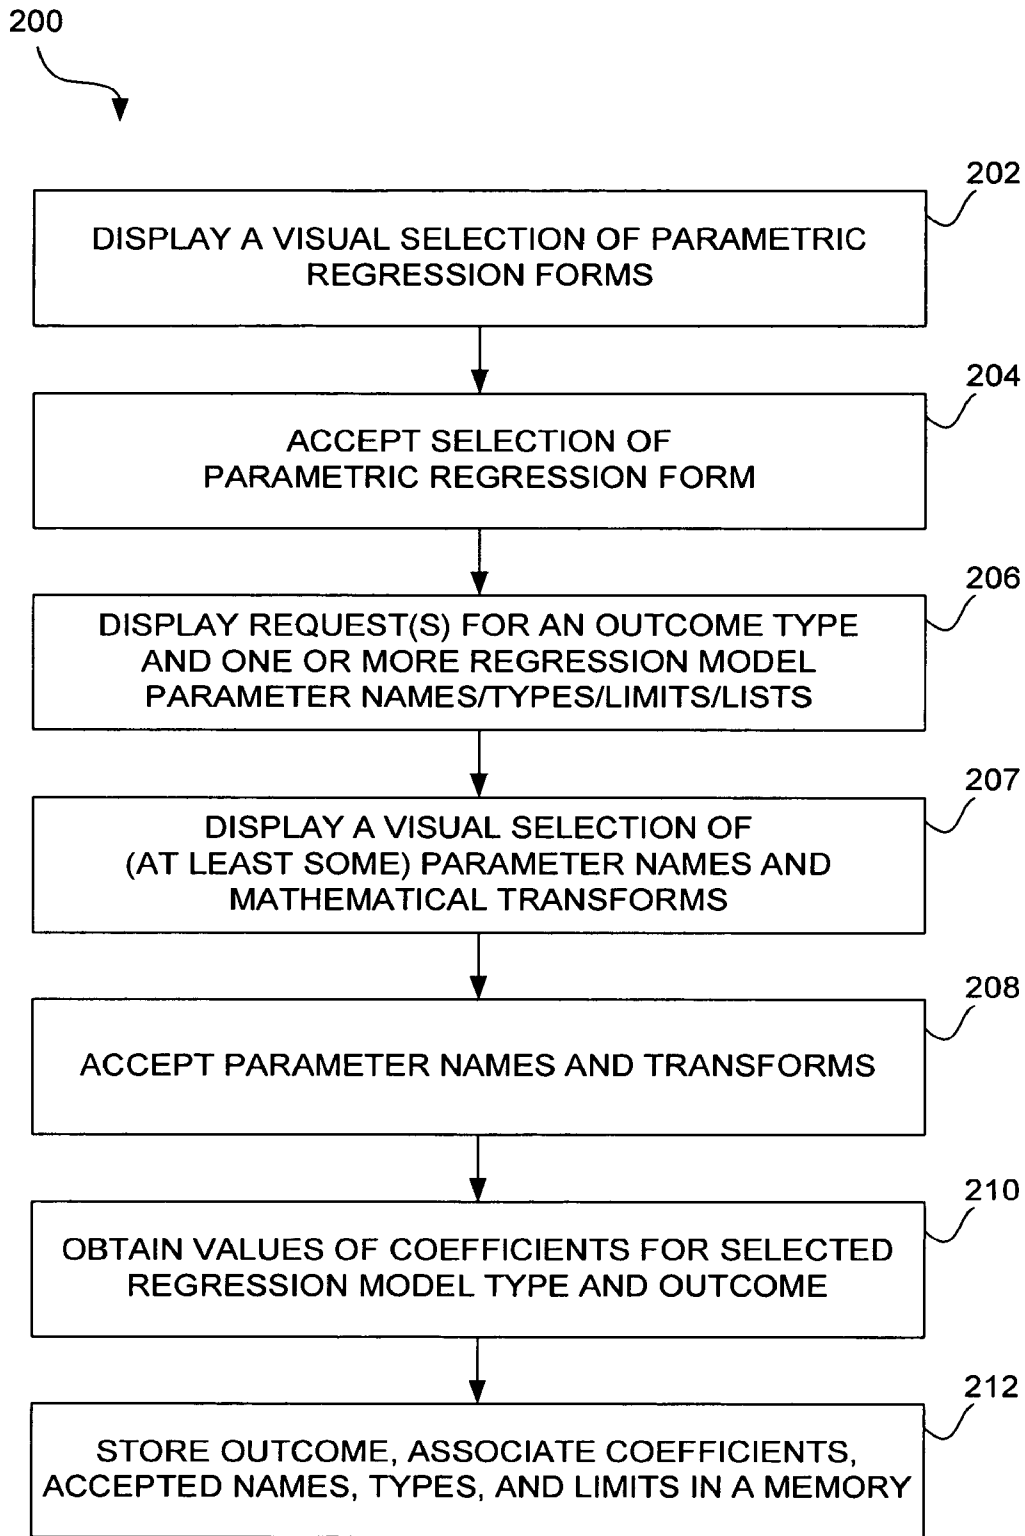 200
202
DISPLAY A VISUAL SELECTION OF PARAMETRIC
REGRESSION FORMS
204
ACCEPT SELECTION OF
PARAMETRIC REGRESSION FORM
206
DISPLAY REQUEST(S) FOR AN OUTCOME TYPE
AND ONE OR MORE REGRESSION MODEL
PARAMETER NAMES/TYPES/LIMITS/LISTS
207
DISPLAY A VISUAL SELECTION OF
(AT LEAST SOME) PARAMETER NAMES AND
MATHEMATICAL TRANSFORMS
208
ACCEPT PARAMETER NAMES AND TRANSFORMS
210
OBTAIN VALUES OF COEFFICIENTS FOR SELECTED
REGRESSION MODEL TYPE AND OUTCOME
212
STORE OUTCOME, ASSOCIATE COEFFICIENTS,
ACCEPTED NAMES, TYPES, AND LIMITS IN A MEMORY